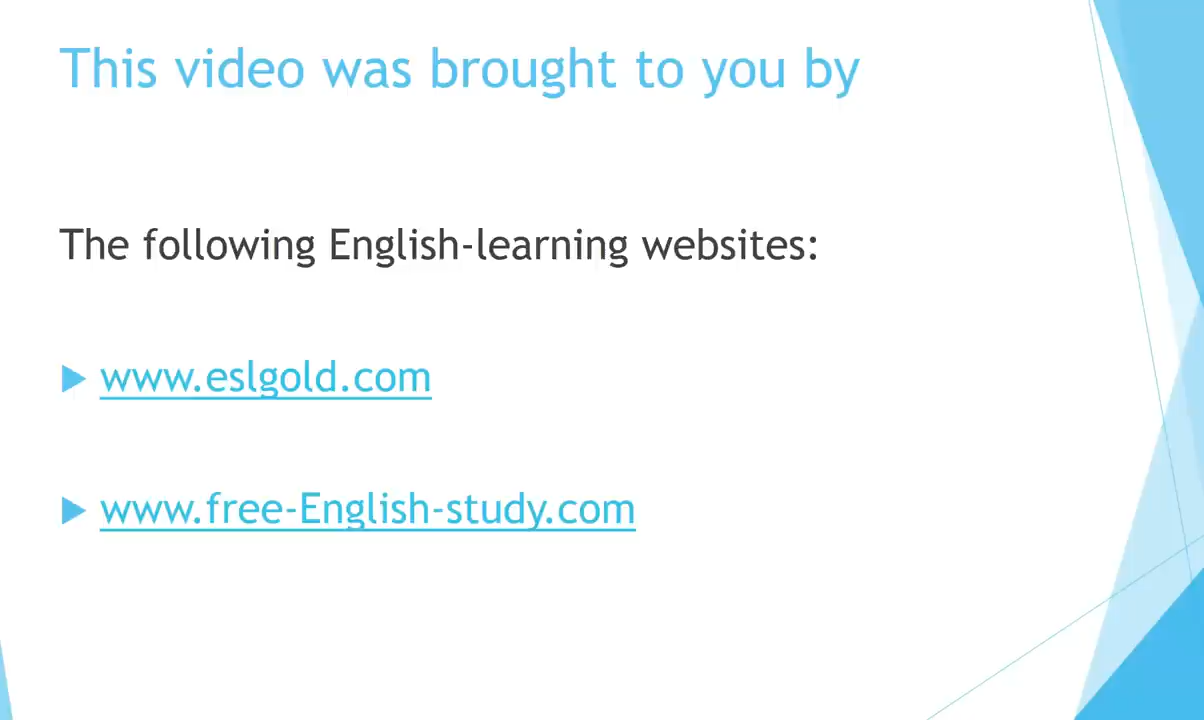 This video was brought to you by
The following English-learning websites:
www.eslgold.com
www.free-English-study.com